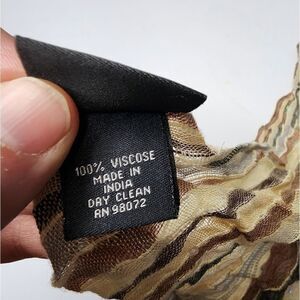 100% VISCOSE
MADE IN
INDIA
DRY CLEAN
RN 98072